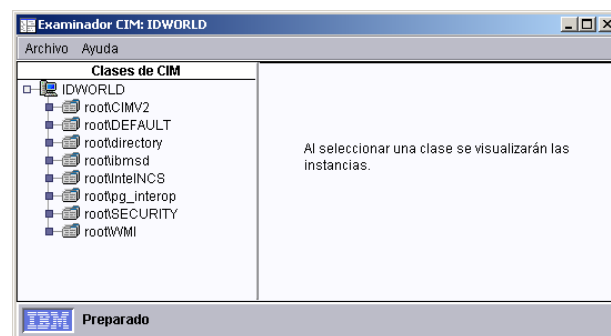 Examinador CIM: IDWORLD
Archivo Ayuda
Clases de CIM
IDWORLD
root\CIMV2
root\DEFAULT
root\directory
root\ibmsd
root\IntelNCS
root\pg_interop
root\SECURITY
root\WMI
Al seleccionar una clase se visualizarán las
instancias.
IBM Preparado